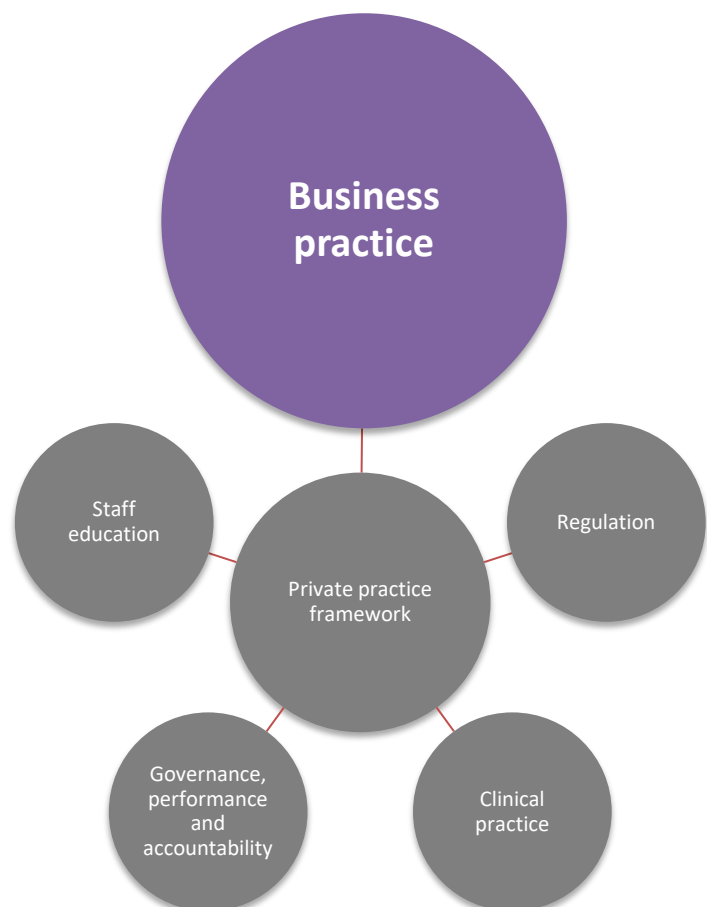 Business
practice
Staff
education
Regulation
Private practice
framework
Governance,
performance
and
accountability
Clinical
practice